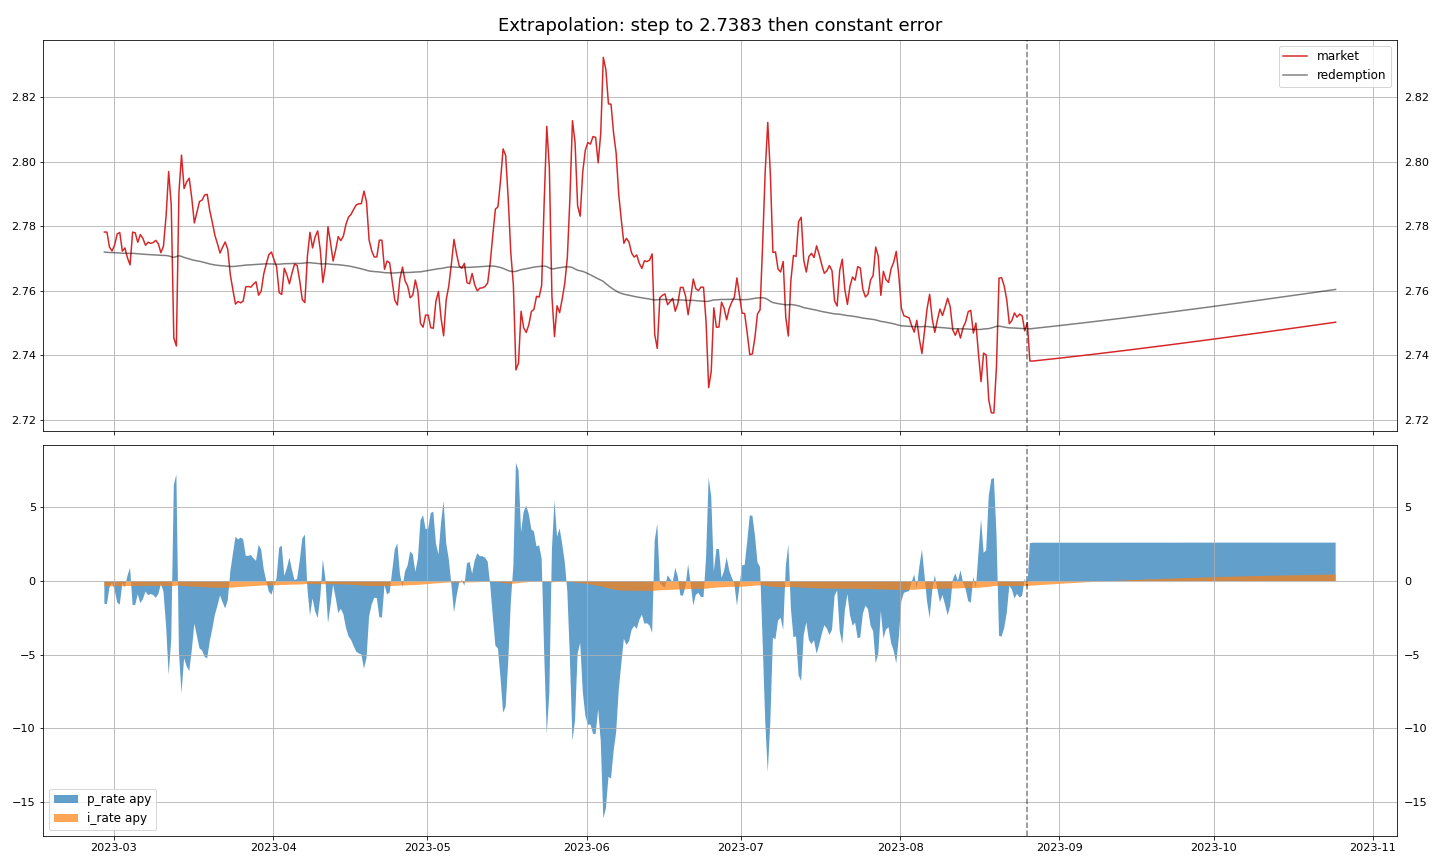 Extrapolation: step to 2.7383 then constant error
market
redemption
2.82 2.82
2.80 2.80
2.78 2.78
2.76 2.76
2.74 2.74
2.72 2.72
5 5
0 0
−5 −5
−10 −10
−15 −15
p_rate apy
i_rate apy
2023-03 2023-04 2023-05 2023-06 2023-07 2023-08 2023-09 2023-10 2023-11